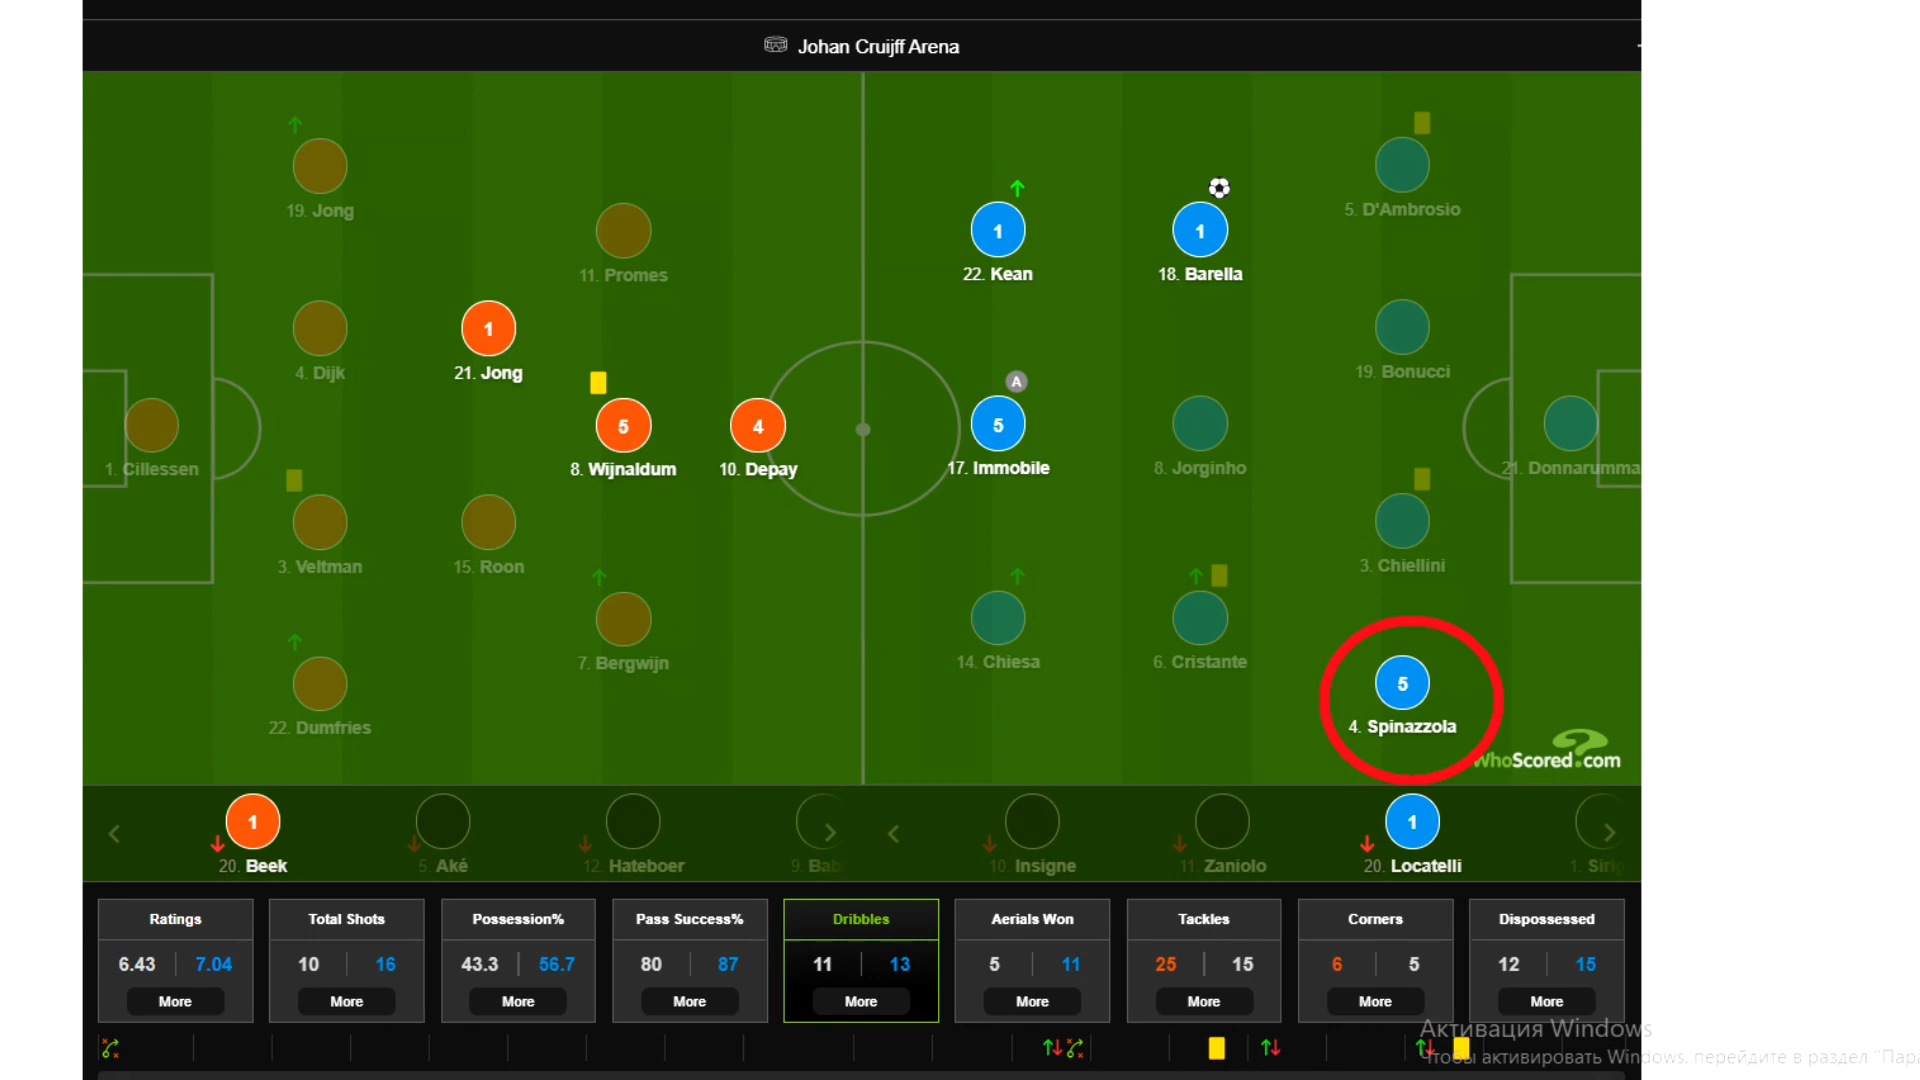 Johan Cruijff Arena
19. Jong
11. Promes
1
22. Kean
1
18. Barella
5. D'Ambrosio
4. Dijk
1
21. Jong
19. Bonucci
A
1. Cillessen
5
8. Wijnaldum
4
10. Depay
5
17. Immobile
8. Jorginho
21. Donnarumma
3. Veltman
15. Roon
3. Chiellini
7. Bergwijn
14. Chiesa
6. Cristante
22. Dumfries
5
4. Spinazzola
WhoScored.com
1
20. Beek
5. Aké
12. Hateboer
9. Bab
10. Insigne
11. Zaniolo
1
20. Locatelli
1. Siri
Ratings
6.43 7.04
More
Total Shots
10 16
More
Possession%
43.3 56.7
More
Pass Success%
80 87
More
Dribbles
11 13
More
Aerials Won
5 11
More
Tackles
25 15
More
Corners
6 5
More
Dispossessed
12 15
More
Активация Windows
Чтобы активировать Windows, перейдите в раздел "Пара